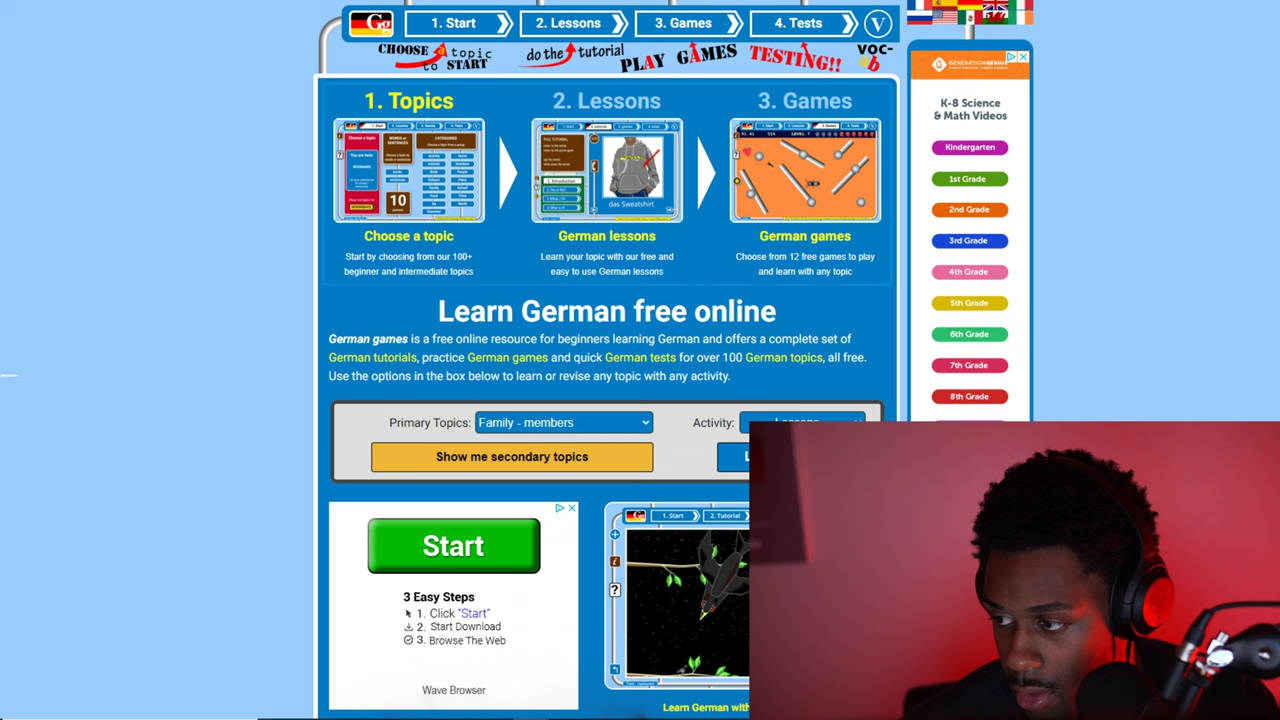 Gg
1. Start
2. Lessons
3. Games
4. Tests
V
CHOOSE a topic
to START
do the tutorial
PLAY GAMES
TESTING!!
VOC-
ab
1. Topics
2. Lessons
3. Games
das Sweatshirt
10
Choose a topic
German lessons
German games
Start by choosing from our 100+
beginner and intermediate topics
Learn your topic with our free and
easy to use German lessons
Choose from 12 free games to play
and learn with any topic
Learn German free online
German games is a free online resource for beginners learning German and offers a complete set of
German tutorials, practice German games and quick German tests for over 100 German topics, all free.
Use the options in the box below to learn or revise any topic with any activity.
Primary Topics:
Family - members
Activity:
Show me secondary topics
Start
3 Easy Steps
1. Click "Start"
2. Start Download
3. Browse The Web
Wave Browser
1. Start
2. Tutorial
?
Learn German with
K-8 Science
& Math Videos
Kindergarten
1st Grade
2nd Grade
3rd Grade
4th Grade
5th Grade
6th Grade
7th Grade
8th Grade